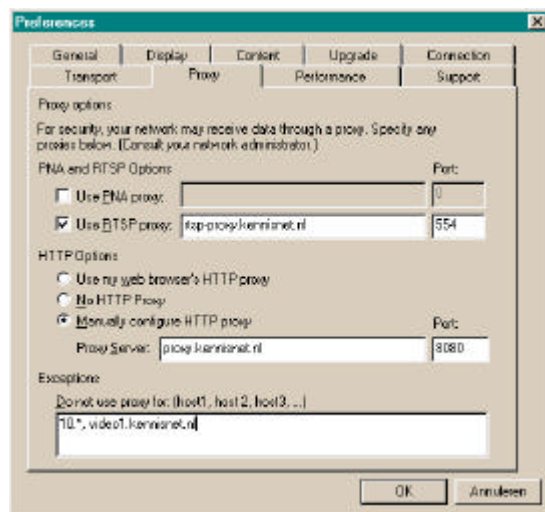 Preferences
General Display Content Upgrade Connection
Transport Proxy Performance Support
Proxy options
For security, your network may receive data through a proxy. Specify any
proxies below. (Consult your network administrator.)
PNA and RTSP Options Port:
Use PNA proxy: 0
Use RTSP proxy: rtsp-proxy.kennisnet.nl 554
HTTP Options
Use my web browser's HTTP proxy
No HTTP Proxy
Manually configure HTTP proxy Port:
Proxy Server: proxy.kennisnet.nl 8080
Exceptions
Do not use proxy for: (host1, host2, host3, ...)
10.*, video1.kennisnet.nl
OK Annuleren